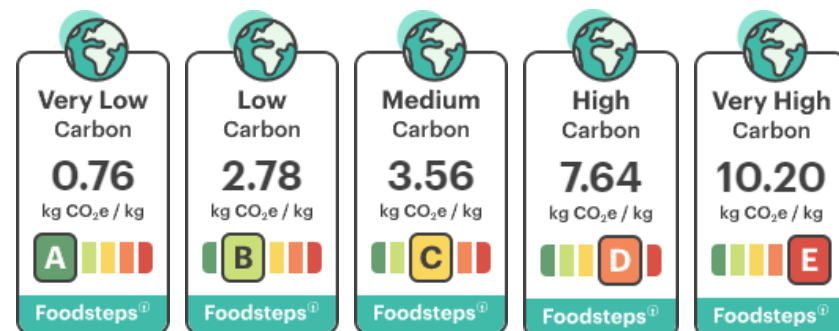 Very Low
Carbon
0.76
kg CO₂e / kg
A
Foodsteps
Low
Carbon
2.78
kg CO₂e / kg
B
Foodsteps
Medium
Carbon
3.56
kg CO₂e / kg
C
Foodsteps
High
Carbon
7.64
kg CO₂e / kg
D
Foodsteps
Very High
Carbon
10.20
kg CO₂e / kg
E
Foodsteps